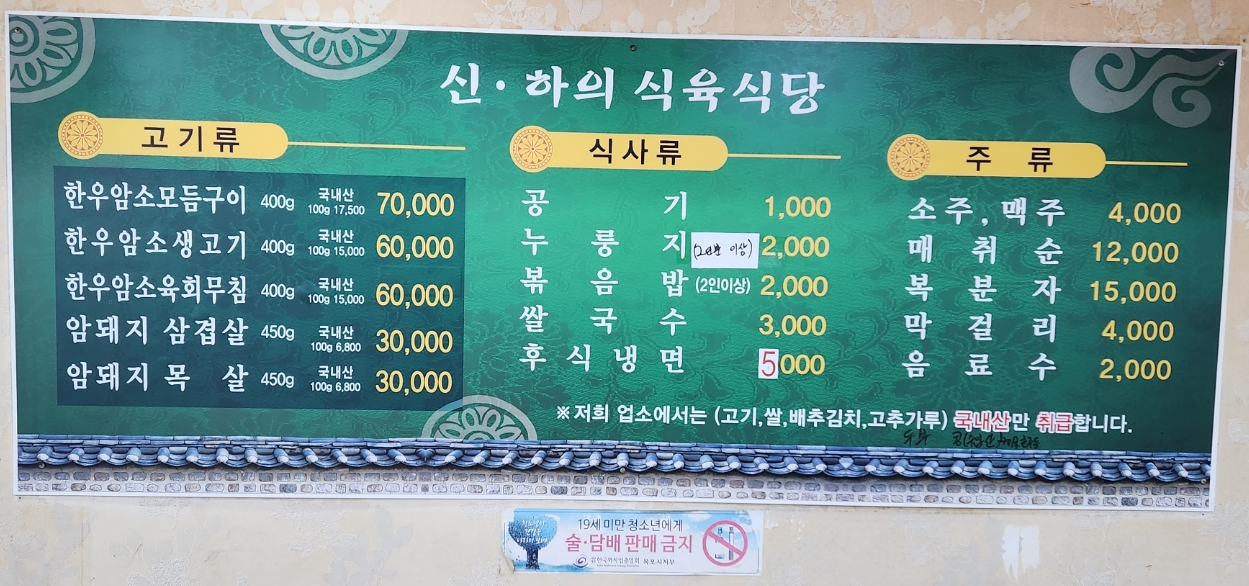 신·하의 식육식당
고기류
한우암소모듬구이 400g 국내산 100g 17,500 70,000
한우암소생고기 400g 국내산 100g 15,000 60,000
한우암소육회무침 400g 국내산 100g 15,000 60,000
암돼지 삼겹살 450g 국내산 100g 6,800 30,000
암돼지 목 살 450g 국내산 100g 6,800 30,000
식사류
공 기 1,000
누 룽 지 (2인분 이상) 2,000
볶 음 밥 (2인이상) 2,000
쌀 국 수 3,000
후 식 냉 면 5000
주 류
소주, 맥주 4,000
매 취 순 12,000
복 분 자 15,000
막 걸 리 4,000
음 료 수 2,000
※저희 업소에서는 (고기,쌀,배추김치,고추가루) 국내산만 취급합니다.
19세 미만 청소년에게
술·담배 판매 금지